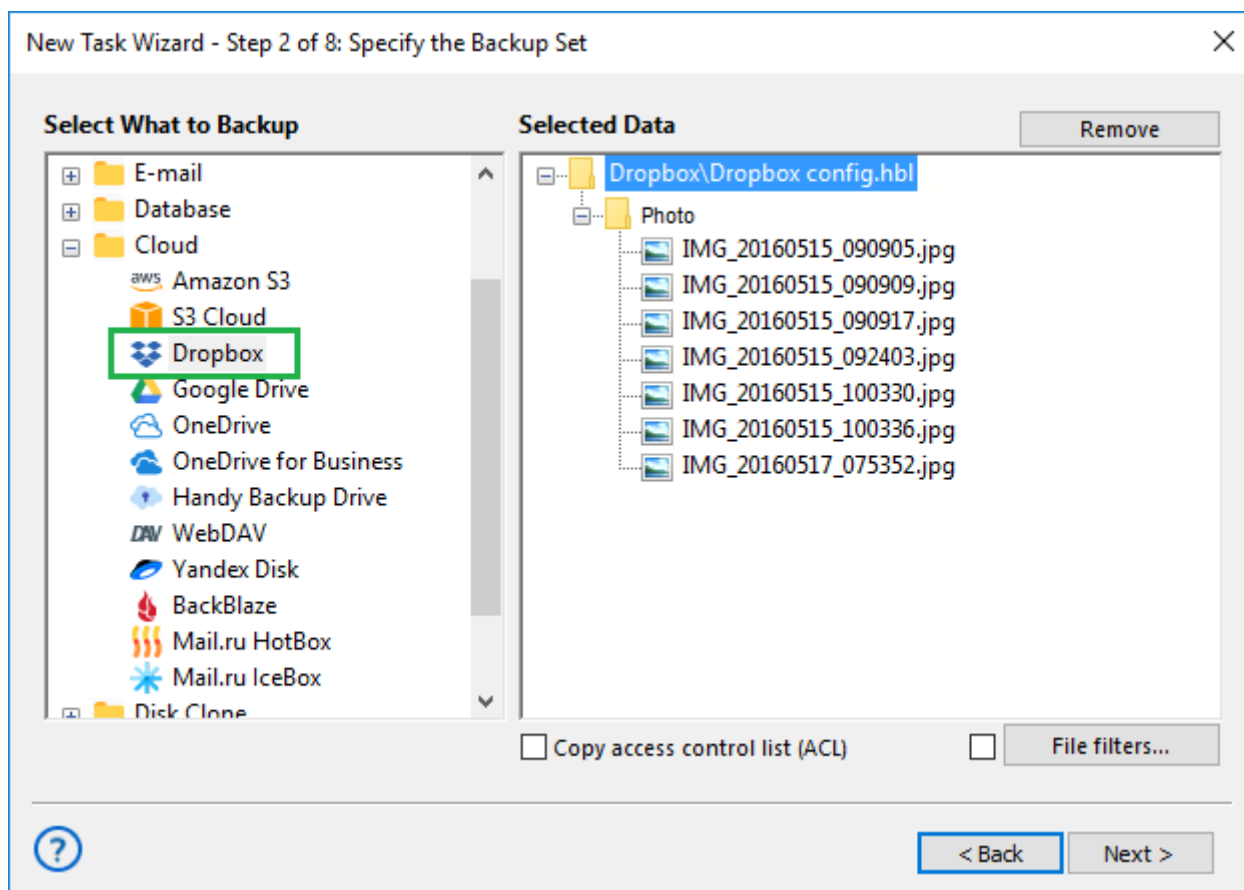 New Task Wizard - Step 2 of 8: Specify the Backup Set
Select What to Backup
E-mail
Database
Cloud
aws Amazon S3
S3 Cloud
Dropbox
Google Drive
OneDrive
OneDrive for Business
Handy Backup Drive
DAV WebDAV
Yandex Disk
BackBlaze
Mail.ru HotBox
Mail.ru IceBox
Disk Clone
Selected Data
Remove
Dropbox\Dropbox config.hbl
Photo
IMG_20160515_090905.jpg
IMG_20160515_090909.jpg
IMG_20160515_090917.jpg
IMG_20160515_092403.jpg
IMG_20160515_100330.jpg
IMG_20160515_100336.jpg
IMG_20160517_075352.jpg
Copy access control list (ACL)
File filters...
?
< Back
Next >